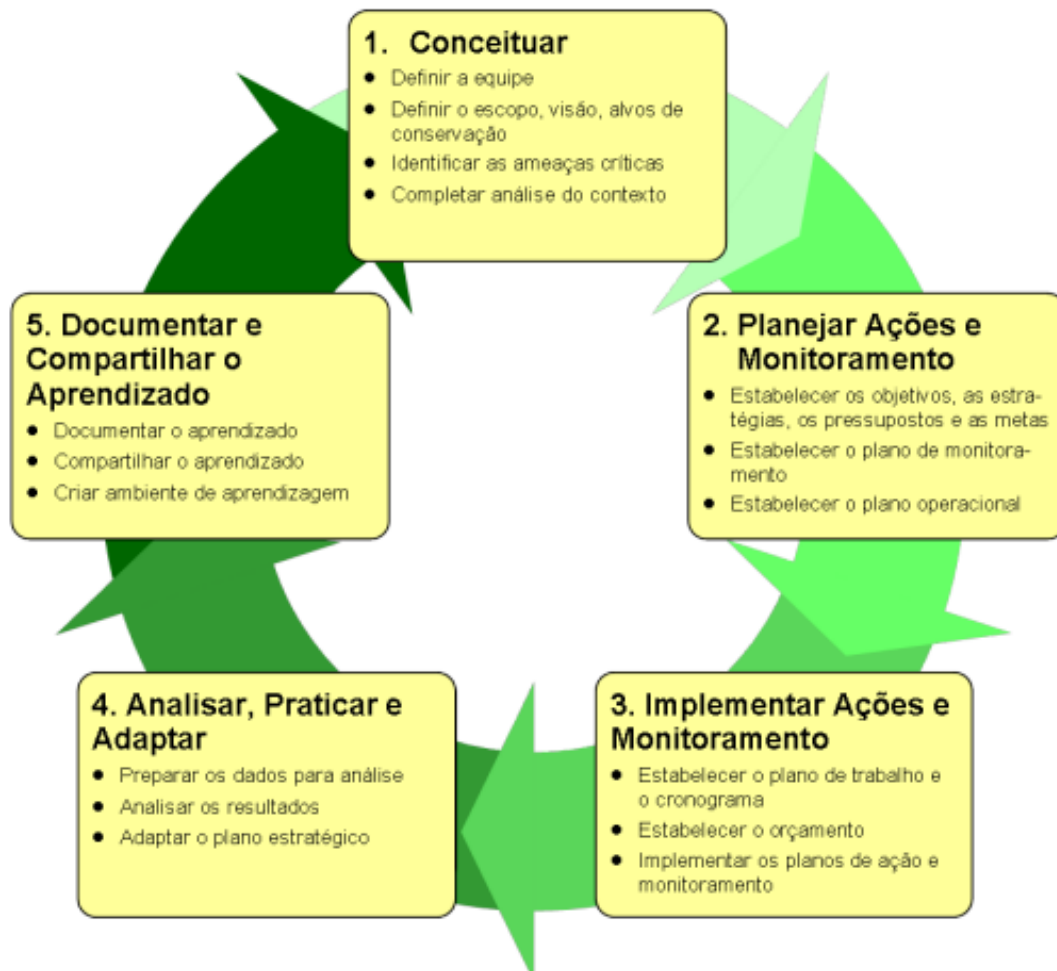 1. Conceituar
● Definir a equipe
● Definir o escopo, visão, alvos de
conservação
● Identificar as ameaças críticas
● Completar análise do contexto
2. Planejar Ações e
Monitoramento
● Estabelecer os objetivos, as estra-
tégias, os pressupostos e as metas
● Estabelecer o plano de monitora-
mento
● Estabelecer o plano operacional
3. Implementar Ações e
Monitoramento
● Estabelecer o plano de trabalho e
o cronograma
● Estabelecer o orçamento
● Implementar os planos de ação e
monitoramento
4. Analisar, Praticar e
Adaptar
● Preparar os dados para análise
● Analisar os resultados
● Adaptar o plano estratégico
5. Documentar e
Compartilhar o
Aprendizado
● Documentar o aprendizado
● Compartilhar o aprendizado
● Criar ambiente de aprendizagem